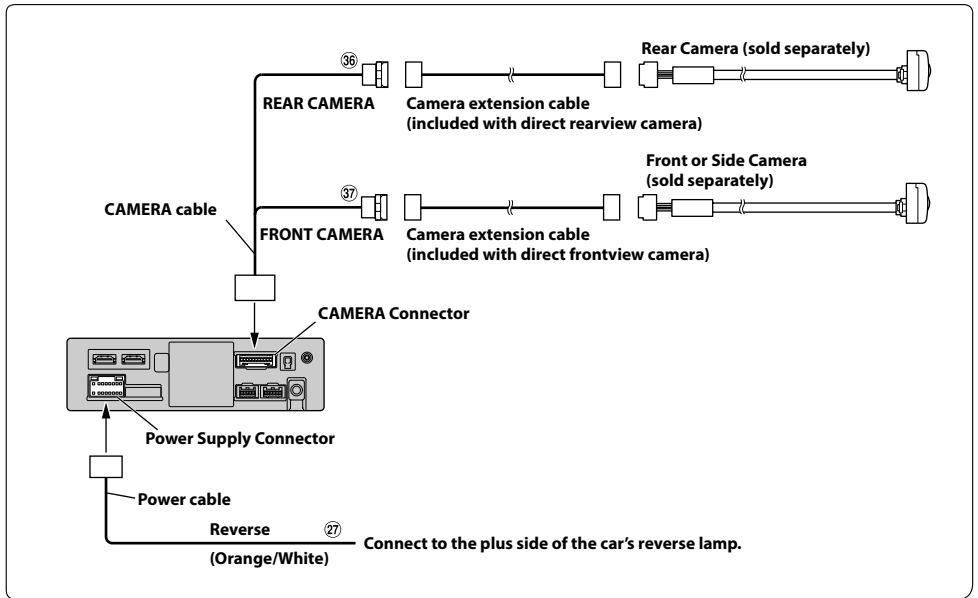 ㊱
Rear Camera (sold separately)
REAR CAMERA
Camera extension cable
(included with direct rearview camera)
Front or Side Camera
(sold separately)
㊲
CAMERA cable
FRONT CAMERA
Camera extension cable
(included with direct frontview camera)
CAMERA Connector
Power Supply Connector
Power cable
Reverse
㉗
(Orange/White)
Connect to the plus side of the car’s reverse lamp.